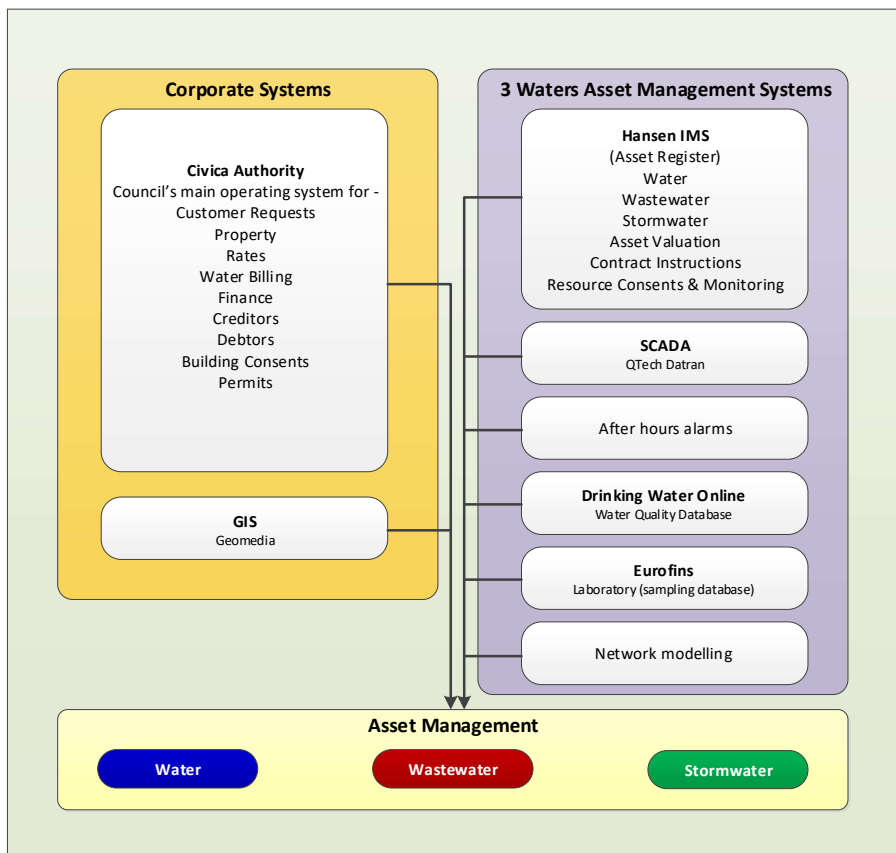 Corporate Systems
Civica Authority
Council's main operating system for -
Customer Requests
Property
Rates
Water Billing
Finance
Creditors
Debtors
Building Consents
Permits
GIS
Geomedia
3 Waters Asset Management Systems
Hansen IMS
(Asset Register)
Water
Wastewater
Stormwater
Asset Valuation
Contract Instructions
Resource Consents & Monitoring
SCADA
QTech Datran
After hours alarms
Drinking Water Online
Water Quality Database
Eurofins
Laboratory (sampling database)
Network modelling
Asset Management
Water
Wastewater
Stormwater